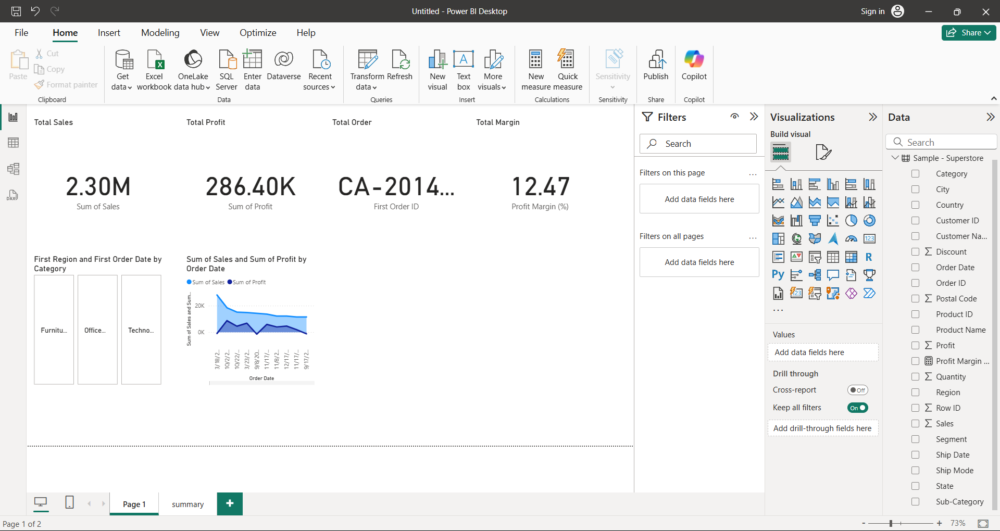 Untitled - Power BI Desktop
Sign in
File
Home
Insert
Modeling
View
Optimize
Help
Share
Paste
Cut
Copy
Format painter
Clipboard
Get
data
Excel
workbook
OneLake
data hub
SQL
Server
Enter
data
Dataverse
Recent
sources
Data
Transform
data
Refresh
Queries
New
visual
Text
box
More
visuals
Insert
New
measure
Quick
measure
Calculations
Sensitivity
Sensitivity
Publish
Share
Copilot
Copilot
Total Sales
Total Profit
Total Order
Total Margin
2.30M
Sum of Sales
286.40K
Sum of Profit
CA-2014...
First Order ID
12.47
Profit Margin (%)
First Region and First Order Date by
Category
Furnitu...
Office...
Techno...
Sum of Sales and Sum of Profit by
Order Date
Sum of Sales
Sum of Profit
Sum of Sales and Sum...
20K
0K
3/18/2...
10/2/2...
10/22/...
3/23/2...
9/8/20...
11/17/...
11/8/2...
12/17/...
11/17/...
9/17/2...
Order Date
Filters
Search
Filters on this page
Add data fields here
Filters on all pages
Add data fields here
Visualizations
Build visual
123
R
Py
123
Values
Add data fields here
Drill through
Cross-report
Off
Keep all filters
On
Add drill-through fields here
Data
Search
Sample - Superstore
Category
City
Country
Customer ID
Customer Na...
Discount
Order Date
Order ID
Postal Code
Product ID
Product Name
Profit
Profit Margin ...
Quantity
Region
Row ID
Sales
Segment
Ship Date
Ship Mode
State
Sub-Category
DAX
Page 1
summary
Page 1 of 2
- + 73%